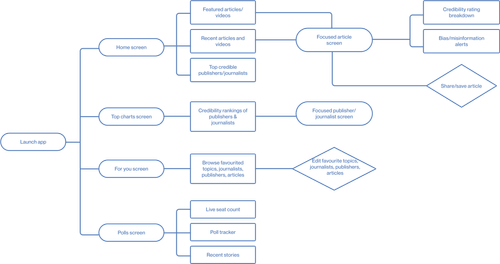 Launch app
Home screen
Top charts screen
For you screen
Polls screen
Featured articles/
videos
Recent articles and
videos
Top credible
publishers/journalists
Credibility rankings of
publishers &
journalists
Browse favourited
topics, journalists,
publishers, articles
Live seat count
Poll tracker
Recent stories
Focused article
screen
Focused publisher/
journalist screen
Edit favourite topics,
journalists, publishers,
articles
Credibility rating
breakdown
Bias/misinformation
alerts
Share/save article